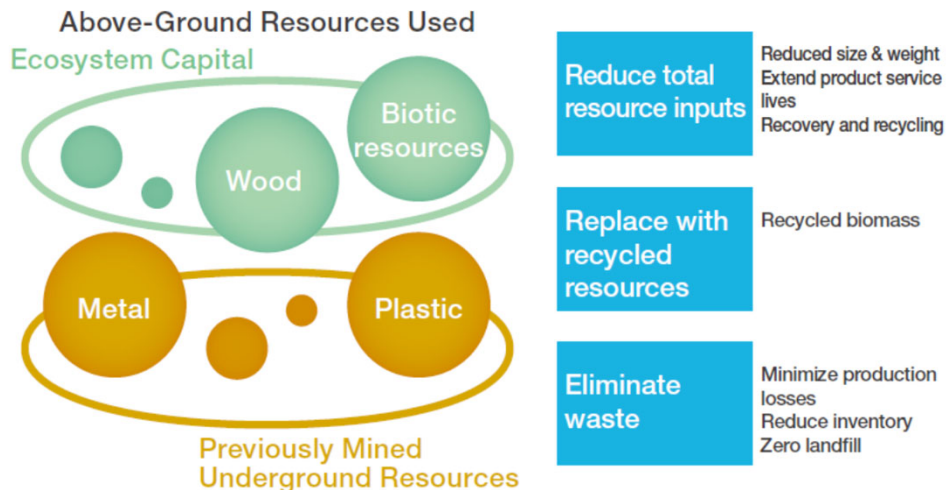 Above-Ground Resources Used
Ecosystem Capital
Biotic
resources
Wood
Metal
Plastic
Previously Mined
Underground Resources
Reduce total
resource inputs
Reduced size & weight
Extend product service
lives
Recovery and recycling
Replace with
recycled
resources
Recycled biomass
Eliminate
waste
Minimize production
losses
Reduce inventory
Zero landfill